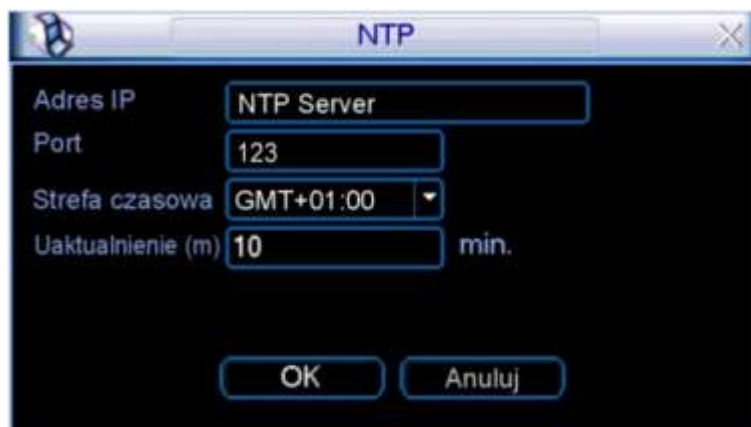 NTP
Adres IP NTP Server
Port 123
Strefa czasowa GMT+01:00
Uaktualnienie (m) 10 min.
OK Anuluj